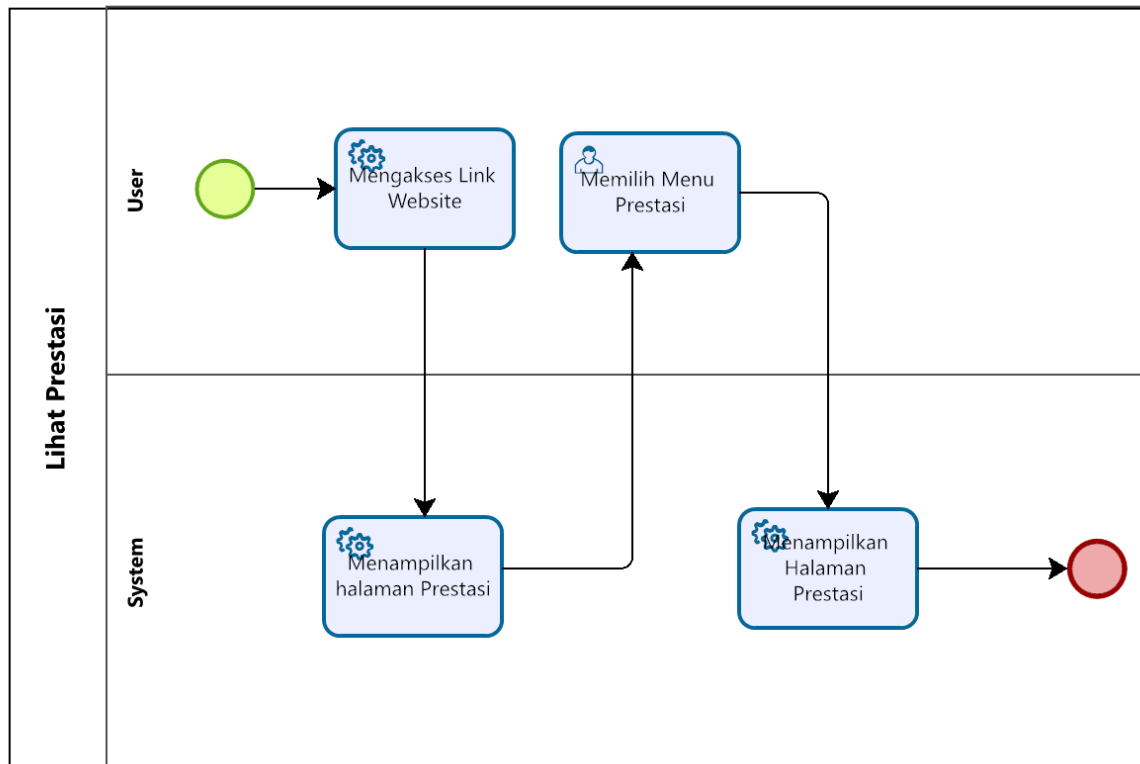 Lihat Prestasi
User
Mengakses Link
Website
Memilih Menu
Prestasi
System
Menampilkan
halaman Prestasi
Menampilkan
Halaman
Prestasi